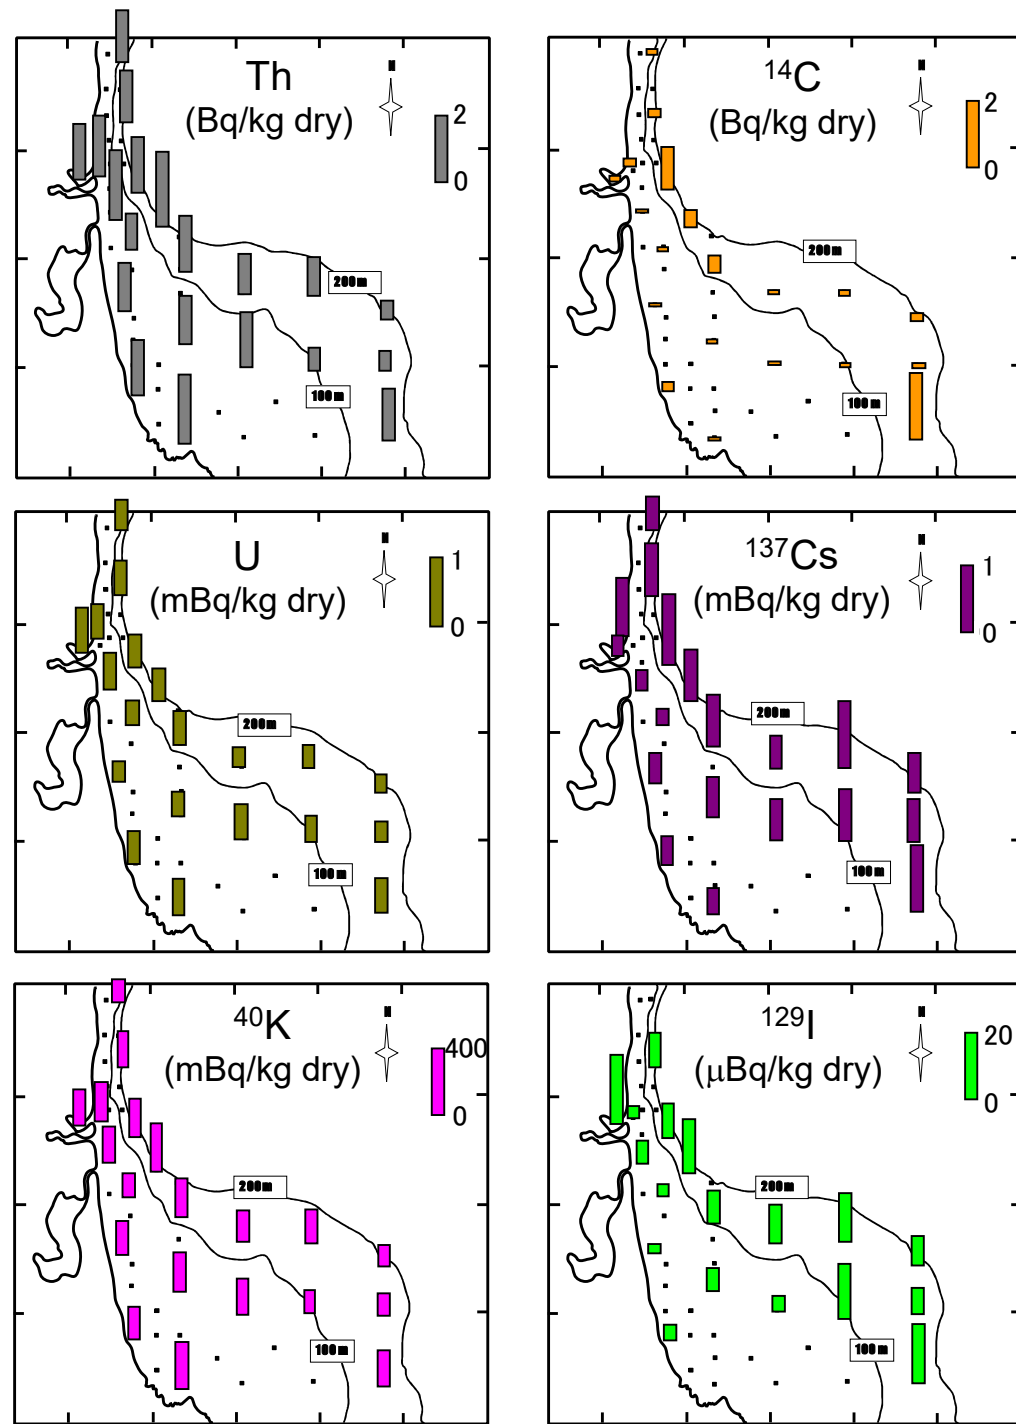 Th
(Bq/kg dry)
2
0
200m
100m
¹⁴C
(Bq/kg dry)
2
0
200m
100m
U
(mBq/kg dry)
1
0
200m
100m
¹³⁷Cs
(mBq/kg dry)
1
0
200m
100m
⁴⁰K
(mBq/kg dry)
400
0
200m
100m
¹²⁹I
(μBq/kg dry)
20
0
200m
100m